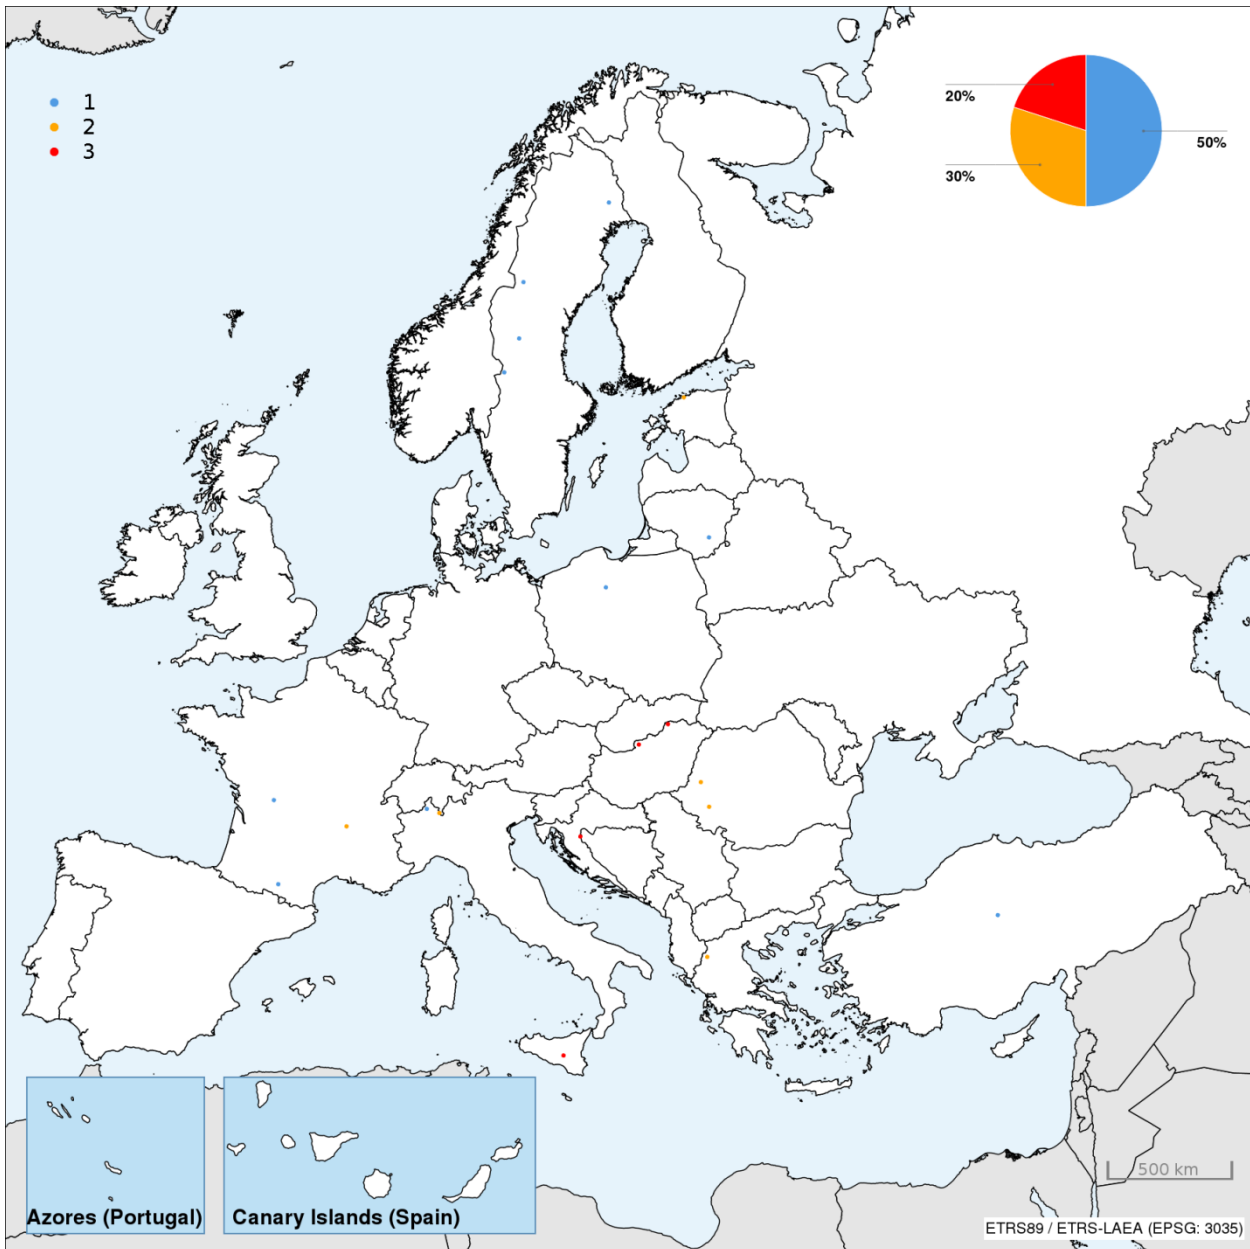 1
2
3
20%
50%
30%
500 km
Azores (Portugal)
Canary Islands (Spain)
ETRS89 / ETRS-LAEA (EPSG: 3035)